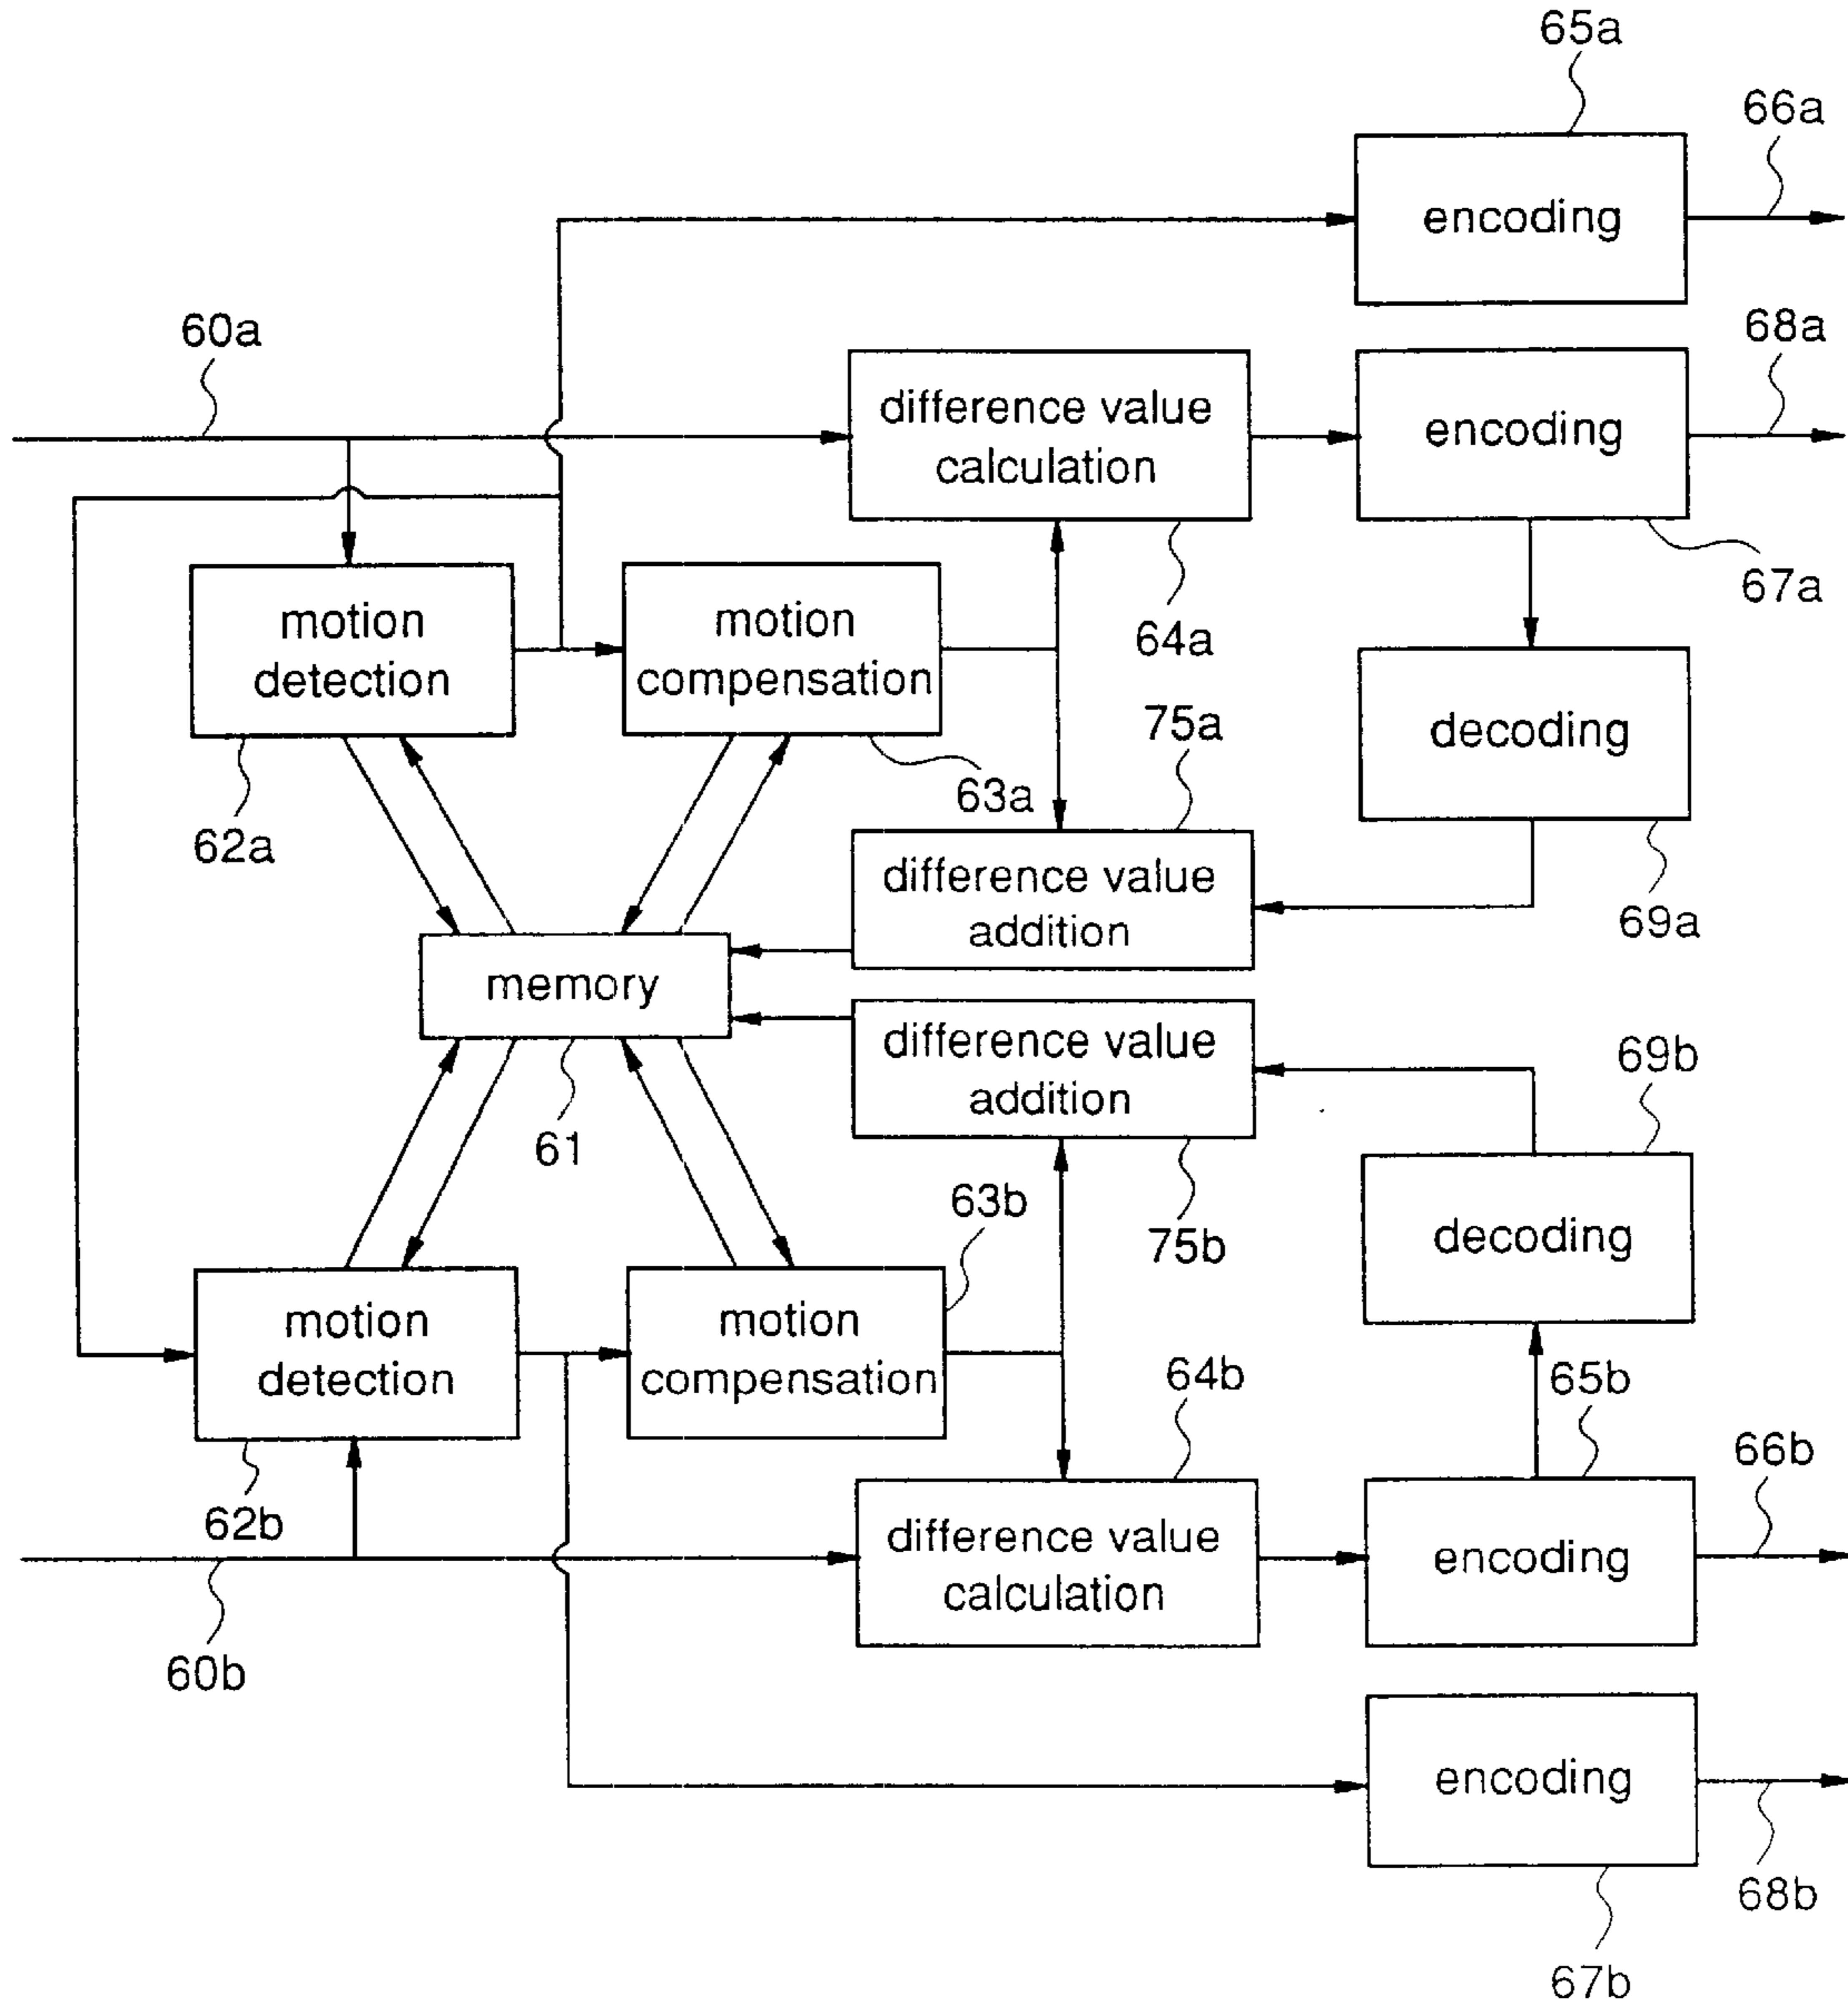 65a
66a
encoding
60a
68a
difference value
calculation
encoding
67a
motion
detection
motion
compensation
64a
75a
decoding
63a
62a
difference value
addition
69a
memory
difference value
addition
69b
61
63b
75b
decoding
motion
detection
motion
compensation
64b
65b
66b
62b
difference value
calculation
encoding
60b
encoding
68b
67b